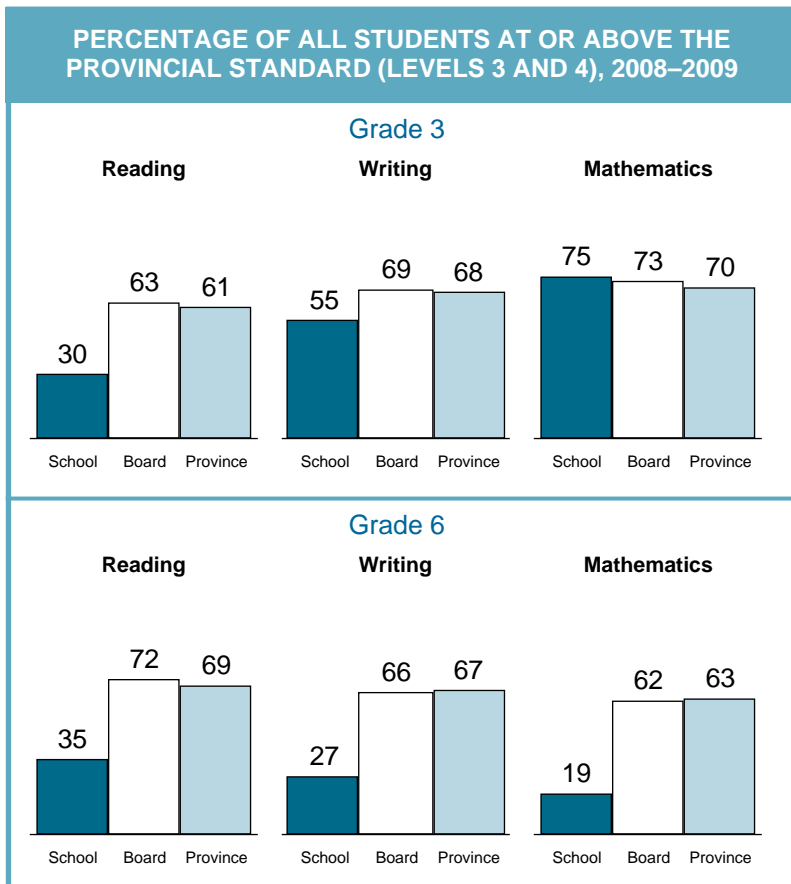 PERCENTAGE OF ALL STUDENTS AT OR ABOVE THE
PROVINCIAL STANDARD (LEVELS 3 AND 4), 2008–2009
Grade 3
Reading Writing Mathematics
30 63 61 55 69 68 75 73 70
School Board Province School Board Province School Board Province
Grade 6
Reading Writing Mathematics
35 72 69 27 66 67 19 62 63
School Board Province School Board Province School Board Province